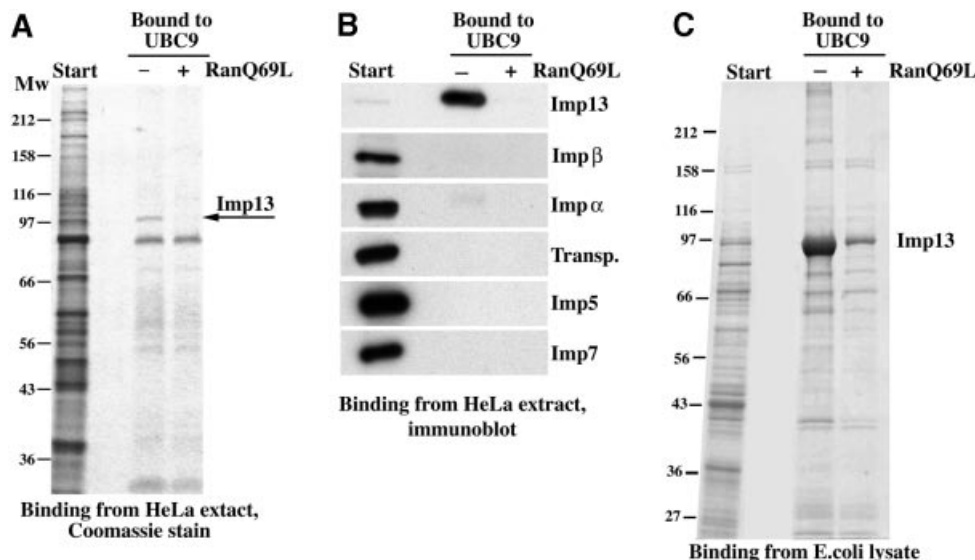 A
Bound to
UBC9
Start
–
+
RanQ69L
Mw
212
158
116
97
66
56
43
36
Imp13
Binding from HeLa extact,
Coomassie stain
B
Bound to
UBC9
Start
–
+
RanQ69L
Imp13
Imp β
Imp α
Transp.
Imp5
Imp7
Binding from HeLa extract,
immunoblot
C
Bound to
UBC9
Start
–
+
RanQ69L
212
158
116
97
66
56
43
36
27
Imp13
Binding from E.coli lysate